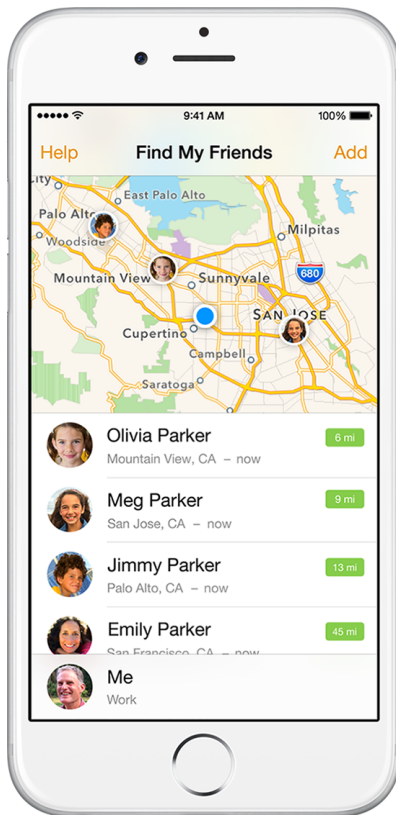 9:41 AM
100%
Help
Find My Friends
Add
East Palo Alto
Palo Alto
Milpitas
Woodside
680
Mountain View
Sunnyvale
SAN JOSE
Cupertino
Campbell
Saratoga
Olivia Parker
6 mi
Mountain View, CA – now
Meg Parker
9 mi
San Jose, CA – now
Jimmy Parker
13 mi
Palo Alto, CA – now
Emily Parker
45 mi
San Francisco, CA – now
Me
Work